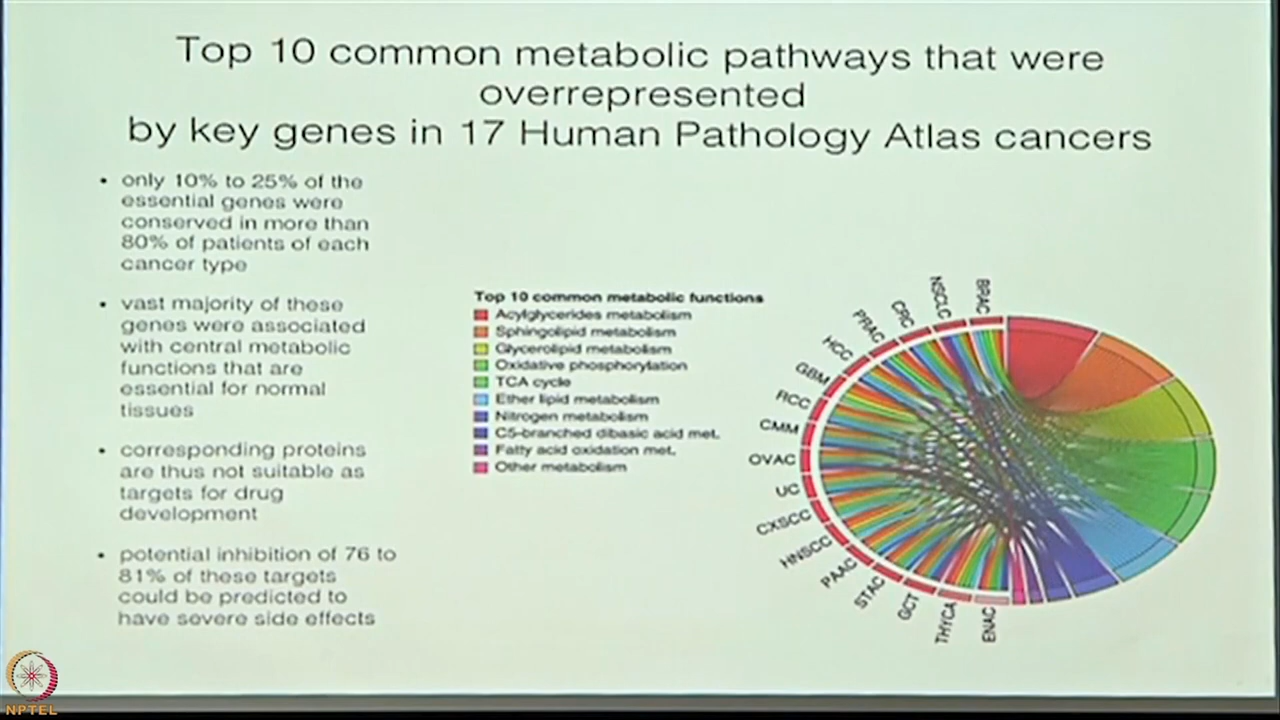 Top 10 common metabolic pathways that were
overrepresented
by key genes in 17 Human Pathology Atlas cancers
• only 10% to 25% of the
essential genes were
conserved in more than
80% of patients of each
cancer type
• vast majority of these
genes were associated
with central metabolic
functions that are
essential for normal
tissues
• corresponding proteins
are thus not suitable as
targets for drug
development
• potential inhibition of 76 to
81% of these targets
could be predicted to
have severe side effects
Top 10 common metabolic functions
Acylglycerides metabolism
Sphingolipid metabolism
Glycerolipid metabolism
Oxidative phosphorylation
TCA cycle
Ether lipid metabolism
Nitrogen metabolism
C5-branched dibasic acid met.
Fatty acid oxidation met.
Other metabolism
BRAC
NSCLC
CRC
PRAC
HCC
GBM
RCC
CMM
OVAC
UC
CXSCC
HNSCC
PAAC
STAC
GCT
THYCA
ENAC
NPTEL